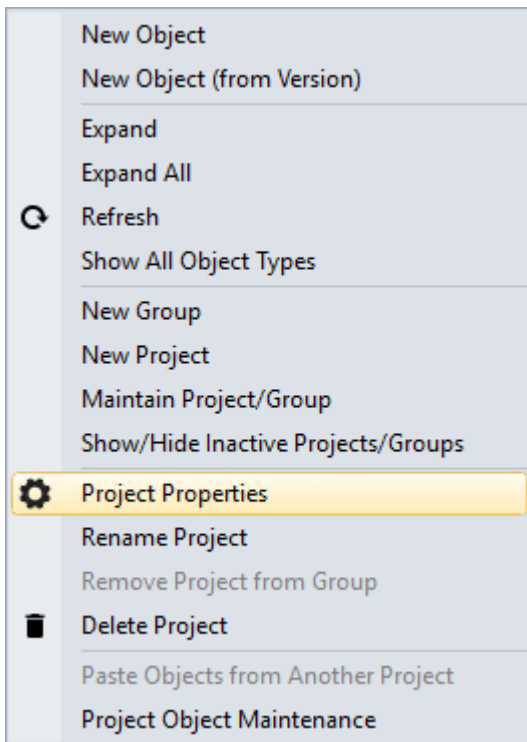 New Object
New Object (from Version)
Expand
Expand All
Refresh
Show All Object Types
New Group
New Project
Maintain Project/Group
Show/Hide Inactive Projects/Groups
Project Properties
Rename Project
Remove Project from Group
Delete Project
Paste Objects from Another Project
Project Object Maintenance